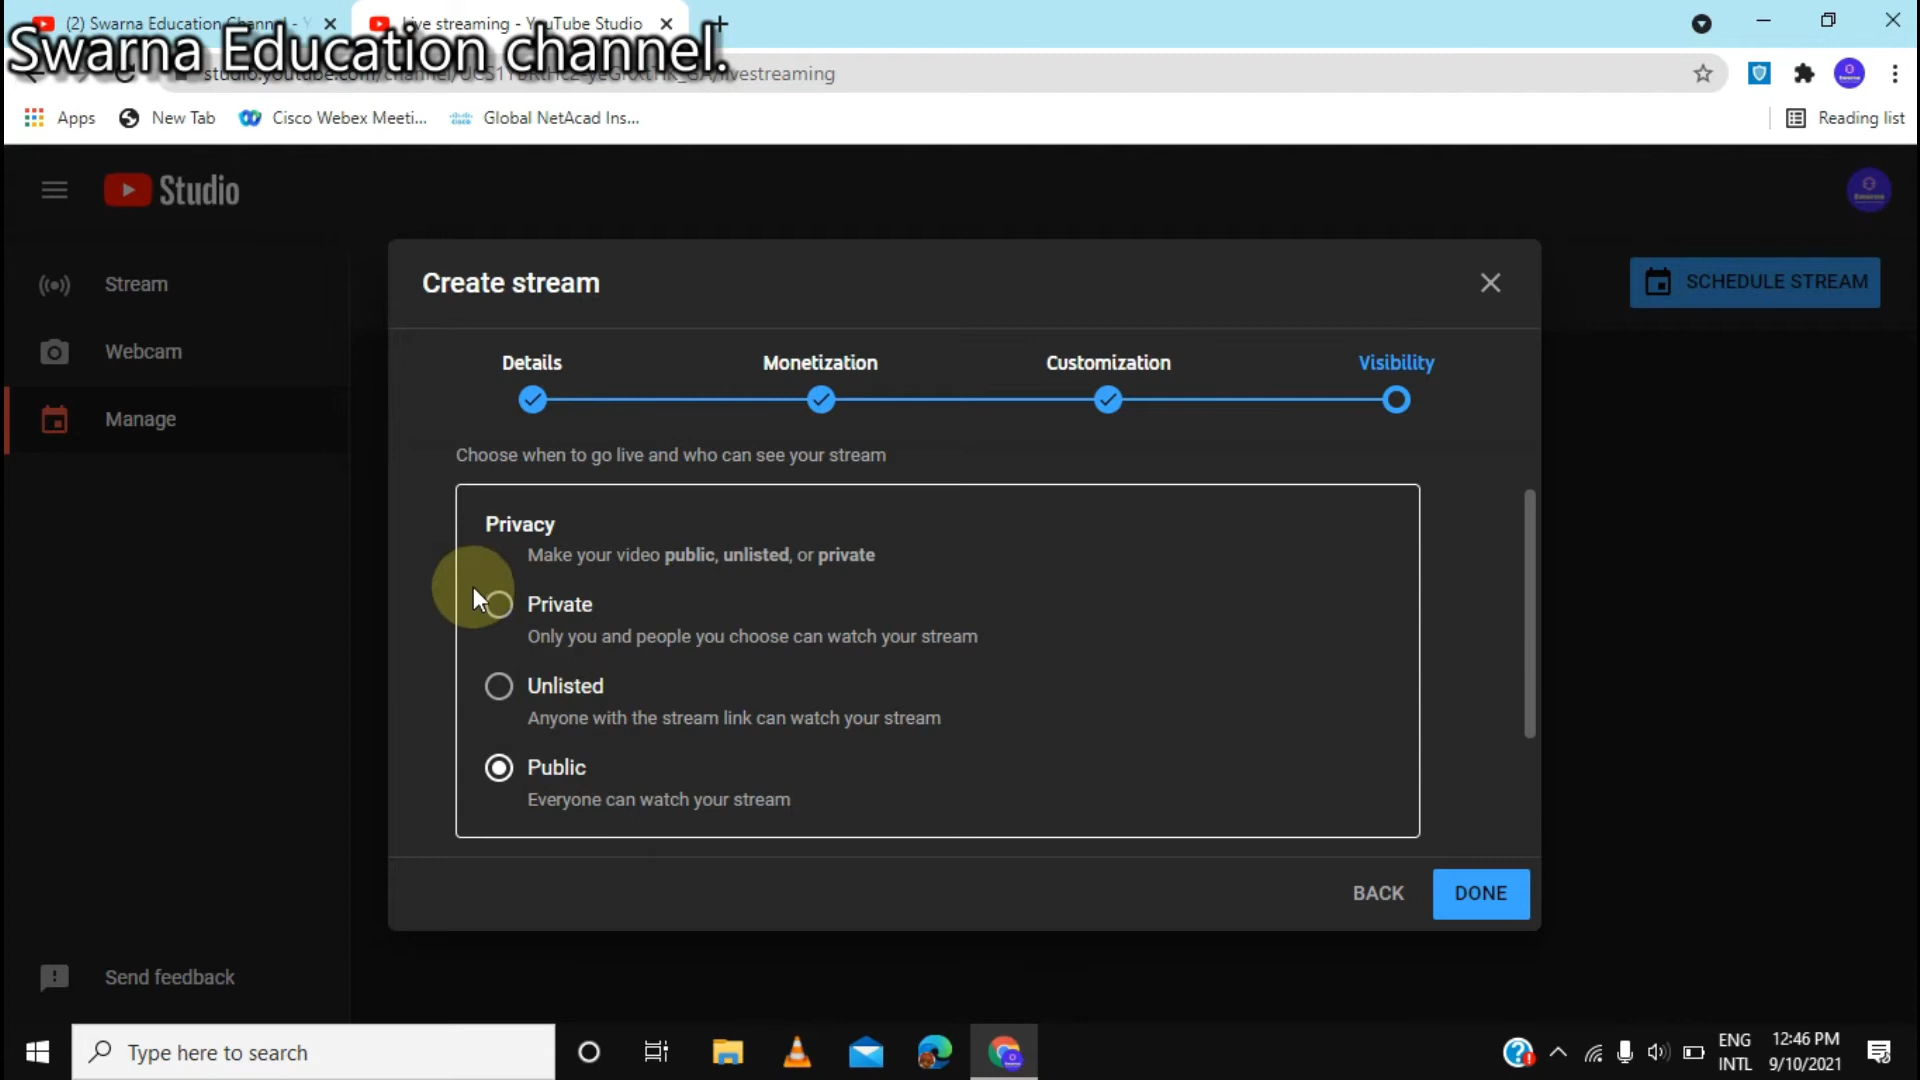 (2) Swarna Education Channel -
Live streaming - YouTube Studio
Swarna Education channel.
livestreaming
Apps
New Tab
Cisco Webex Meeti...
Global NetAcad Ins...
Reading list
Studio
Stream
Webcam
Manage
SCHEDULE STREAM
Create stream
Details
Monetization
Customization
Visibility
Choose when to go live and who can see your stream
Privacy
Make your video public, unlisted, or private
Private
Only you and people you choose can watch your stream
Unlisted
Anyone with the stream link can watch your stream
Public
Everyone can watch your stream
BACK
DONE
Send feedback
Type here to search
ENG
INTL
12:46 PM
9/10/2021